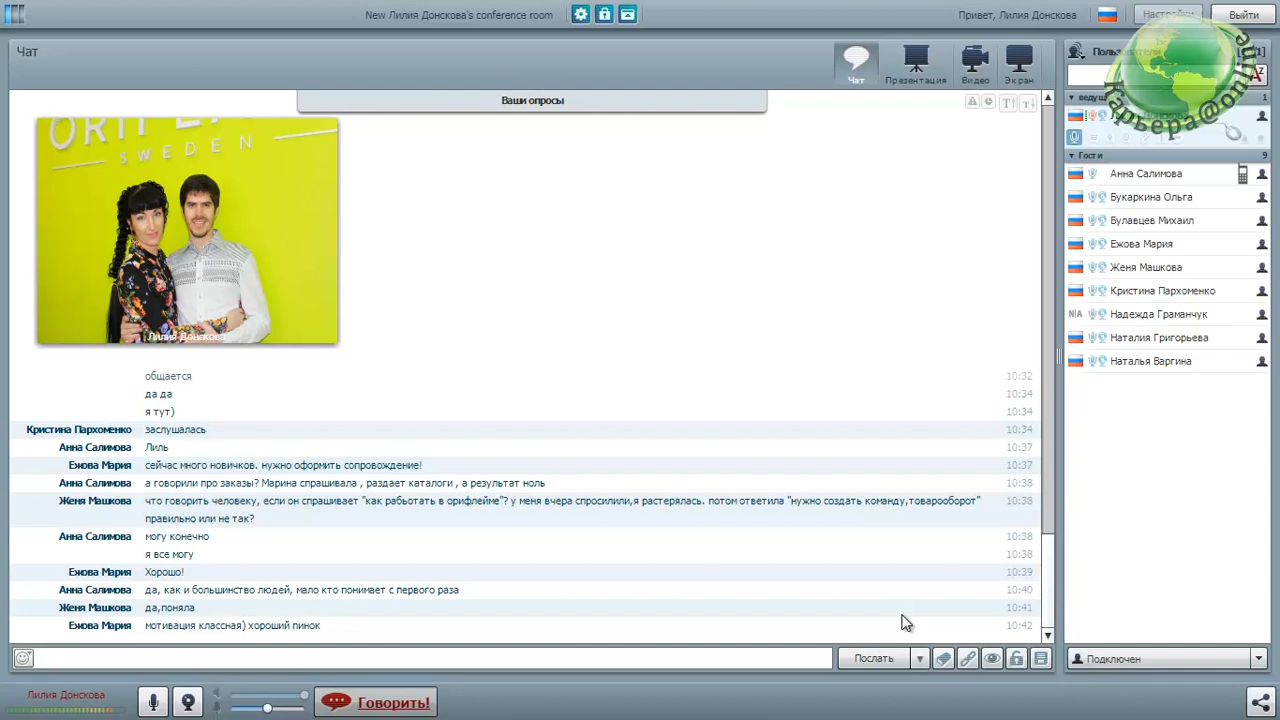 New Лилия Донскова's conference room
Привет, Лилия Донскова
Настройки
Выйти
Чат
Чат
Презентация
Видео
Экран
Ваши опросы
SWEDEN
Лилия Донскова
общается 10:32
да да 10:34
я тут) 10:34
Кристина Пархоменко заслушалась 10:34
Анна Салимова Лиль 10:37
Ежова Мария сейчас много новичков. нужно оформить сопровождение! 10:37
Анна Салимова а говорили про заказы? Марина спрашивала , раздает каталоги , а результат ноль 10:38
Женя Машкова что говорить человеку, если он спрашивает "как рабьотать в орифлейме"? у меня вчера спросилили,я растерялась. потом ответила "нужно создать команду,товарооборот" 10:38
правильно или не так?
Анна Салимова могу конечно 10:38
я все могу 10:38
Ежова Мария Хорошо! 10:39
Анна Салимова да, как и большинство людей, мало кто понимает с первого раза 10:40
Женя Машкова да,поняла 10:41
Ежова Мария мотивация классная) хороший пинок 10:42
Послать
Лилия Донскова
Говорить!
Пользователи
Карьера@online
ведущ 1
Гости 9
Анна Салимова
Букаркина Ольга
Булавцев Михаил
Ежова Мария
Женя Машкова
Кристина Пархоменко
N/A Надежда Граманчук
Наталия Григорьева
Наталья Варгина
Подключен